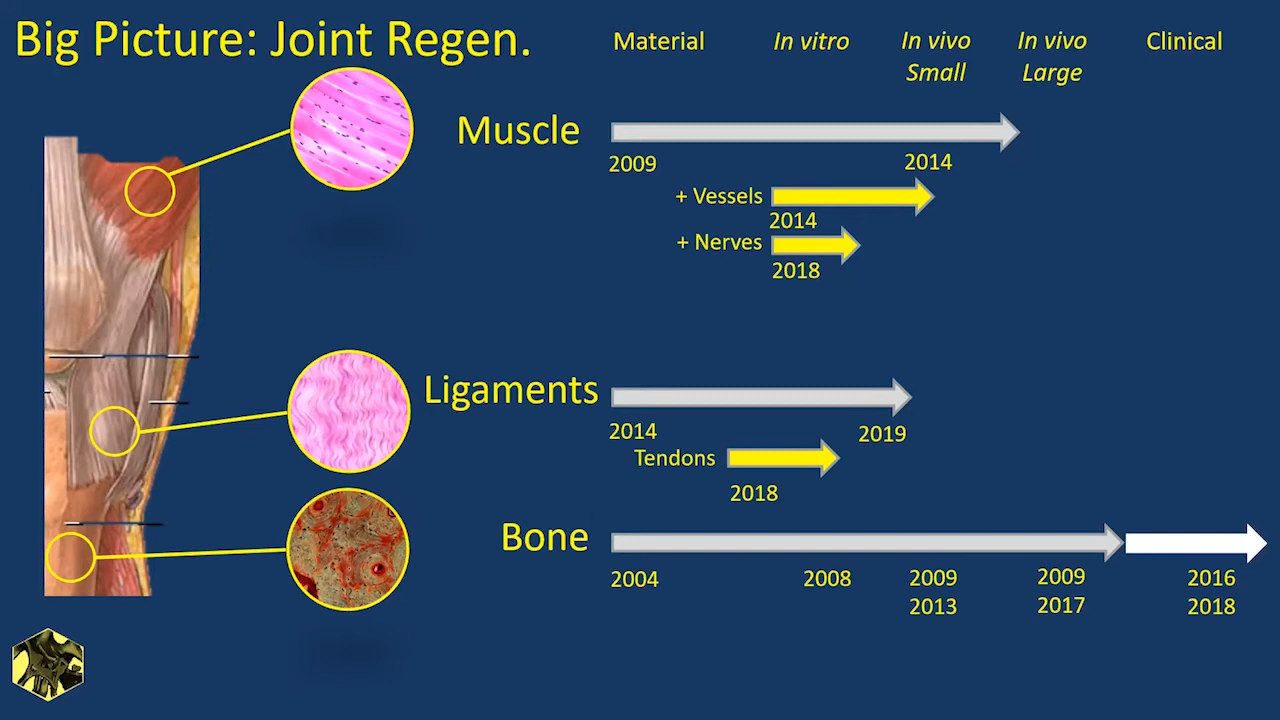 Big Picture: Joint Regen.
Material
In vitro
In vivo
Small
In vivo
Large
Clinical
Muscle
2009
2014
+ Vessels
2014
+ Nerves
2018
Ligaments
2014
2019
Tendons
2018
Bone
2004
2008
2009
2013
2009
2017
2016
2018